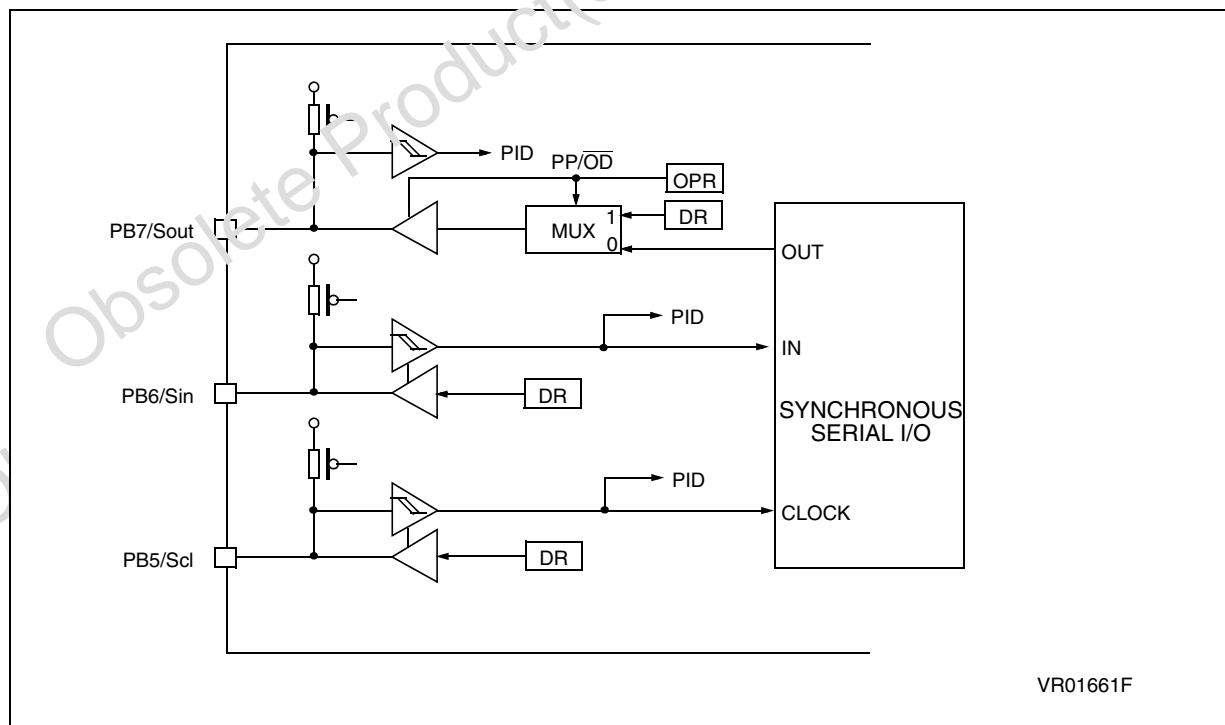 Obsolete Product(
PID
PP/OD
OPR
DR
PB7/Sout
MUX
1
0
OUT
PID
IN
PB6/Sin
DR
SYNCHRONOUS
SERIAL I/O
PID
CLOCK
PB5/Scl
DR
VR01661F